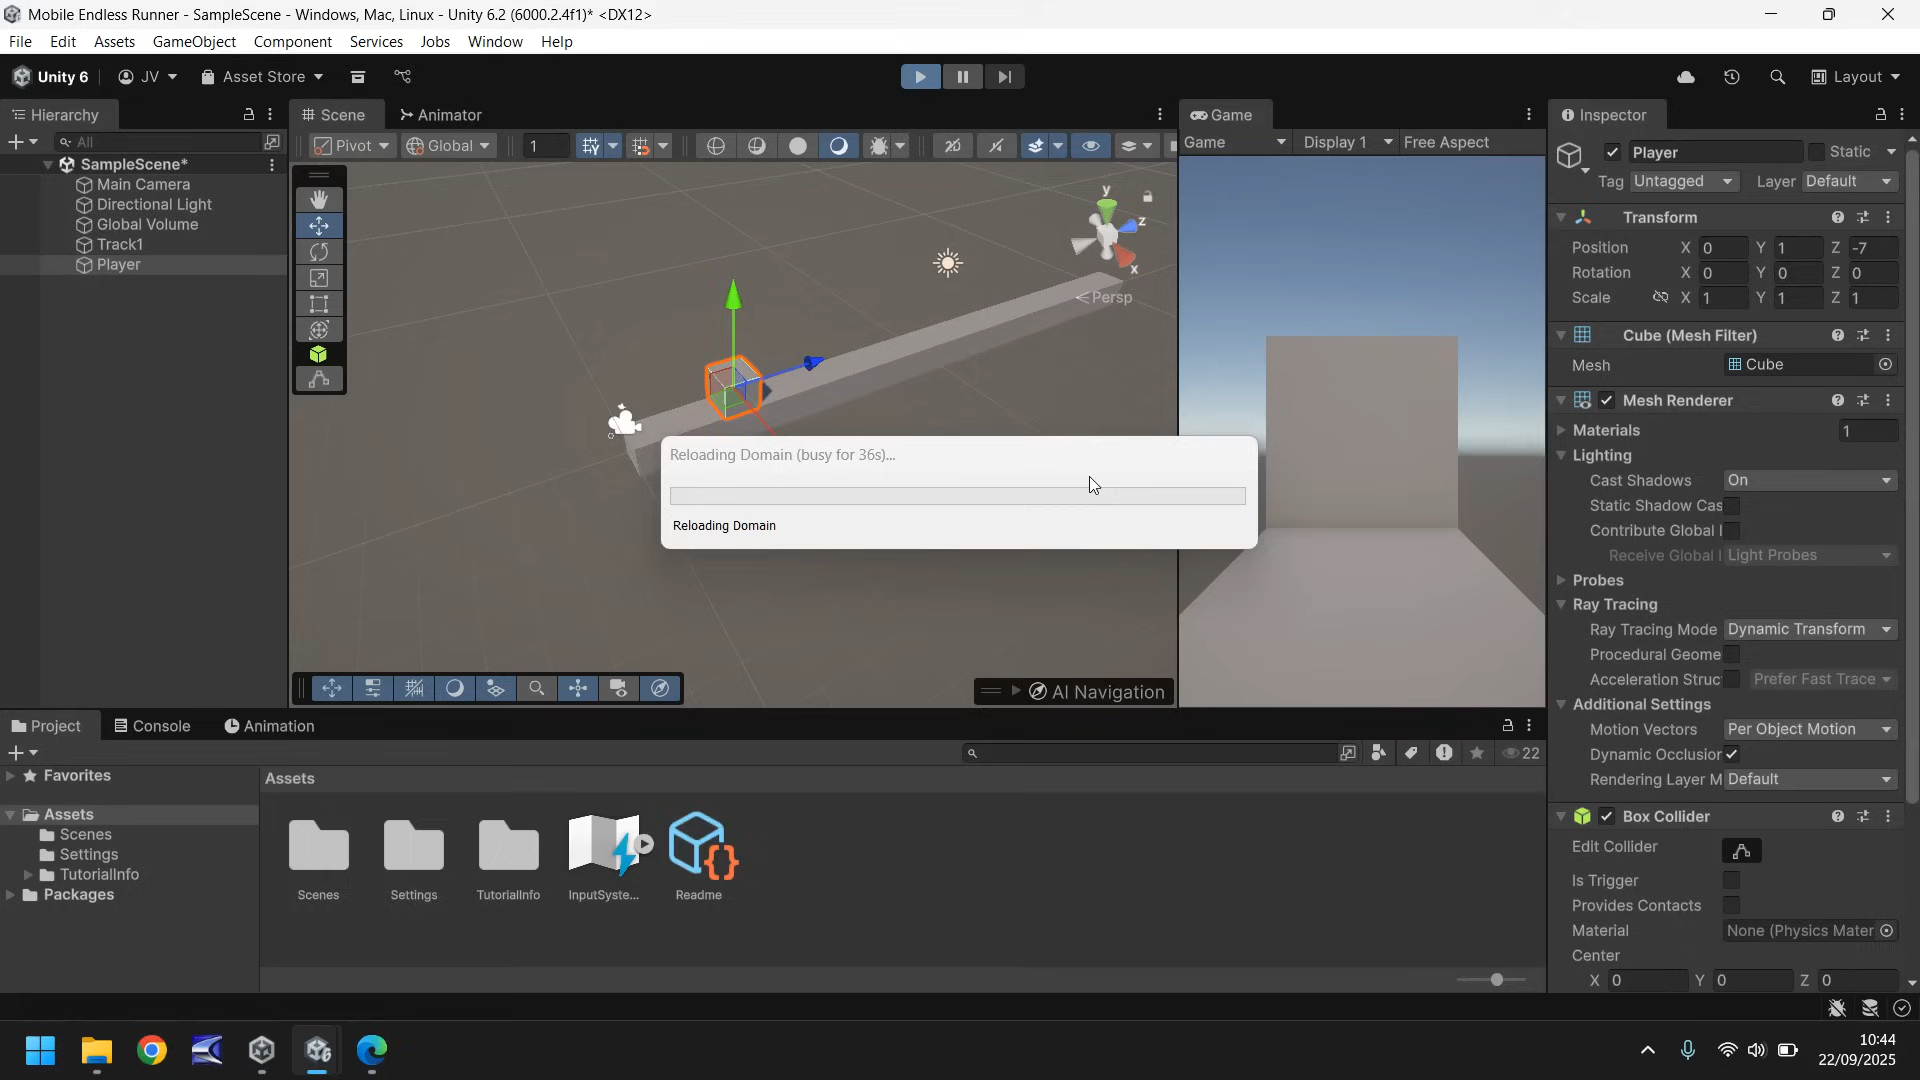 Mobile Endless Runner - SampleScene - Windows, Mac, Linux - Unity 6.2 (6000.2.4f1)* <DX12>
File Edit Assets GameObject Component Services Jobs Window Help
Unity 6 JV Asset Store Layout
Hierarchy
All
SampleScene*
Main Camera
Directional Light
Global Volume
Track1
Player
Scene Animator
Pivot Global 1 2D
y
z
x
Persp
AI Navigation
Game
Game Display 1 Free Aspect
Reloading Domain (busy for 36s)...
Reloading Domain
Inspector
Player Static
Tag Untagged Layer Default
Transform
Position X 0 Y 1 Z -7
Rotation X 0 Y 0 Z 0
Scale X 1 Y 1 Z 1
Cube (Mesh Filter)
Mesh Cube
Mesh Renderer
Materials 1
Lighting
Cast Shadows On
Static Shadow Cas
Contribute Global I
Receive Global I Light Probes
Probes
Ray Tracing
Ray Tracing Mode Dynamic Transform
Procedural Geome
Acceleration Struc Prefer Fast Trace
Additional Settings
Motion Vectors Per Object Motion
Dynamic Occlusion
Rendering Layer M Default
Box Collider
Edit Collider
Is Trigger
Provides Contacts
Material None (Physics Mater
Center
X 0 Y 0 Z 0
Project Console Animation
22
Favorites
Assets
Scenes
Settings
TutorialInfo
Packages
Assets
Scenes Settings TutorialInfo InputSyste... Readme
10:44
22/09/2025